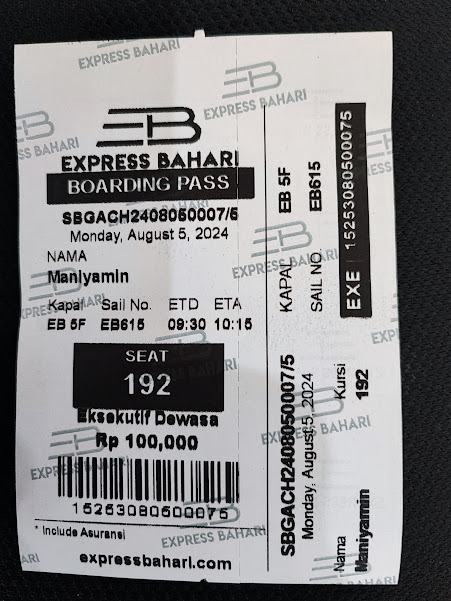 EB
EXPRESS BAHARI
BOARDING PASS
SBGACH2408050007/5
Monday, August 5, 2024
NAMA
Maniyamin
Kapal Sail No. ETD ETA
EB 5F EB615 09:30 10:15
SEAT
192
Eksekutif Dewasa
Rp 100,000
15253080500075
* Include Asuransi
expressbahari.com
KAPAL EB 5F
SAIL NO. EB615
EXE 15253080500075
SBGACH2408050007/5
Monday, August 5, 2024
Nama Kursi
Maniyamin 192